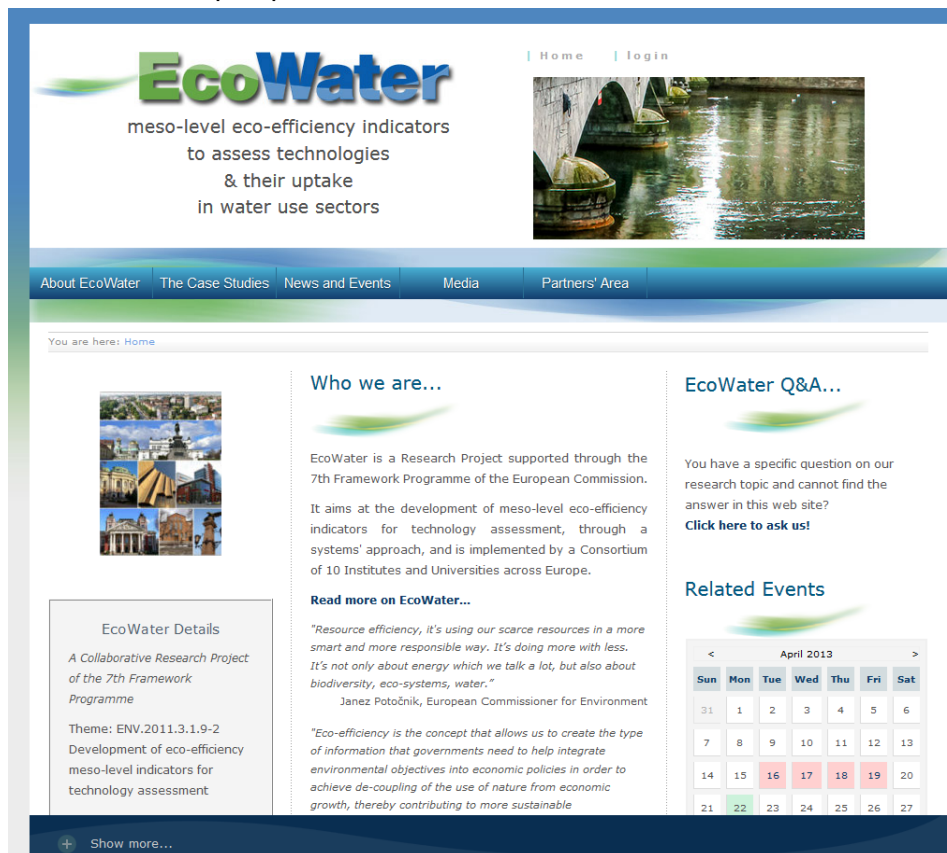 EcoWater
meso-level eco-efficiency indicators
to assess technologies
& their uptake
in water use sectors
| Home | login
About EcoWater The Case Studies News and Events Media Partners' Area
You are here: Home
EcoWater Details
A Collaborative Research Project
of the 7th Framework
Programme
Theme: ENV.2011.3.1.9-2
Development of eco-efficiency
meso-level indicators for
technology assessment
Who we are...
EcoWater is a Research Project supported through the
7th Framework Programme of the European Commission.
It aims at the development of meso-level eco-efficiency
indicators for technology assessment, through a
systems' approach, and is implemented by a Consortium
of 10 Institutes and Universities across Europe.
Read more on EcoWater...
"Resource efficiency, it's using our scarce resources in a more
smart and more responsible way. It's doing more with less.
It's not only about energy which we talk a lot, but also about
biodiversity, eco-systems, water."
Janez Potočnik, European Commissioner for Environment
"Eco-efficiency is the concept that allows us to create the type
of information that governments need to help integrate
environmental objectives into economic policies in order to
achieve de-coupling of the use of nature from economic
growth, thereby contributing to more sustainable
EcoWater Q&A...
You have a specific question on our
research topic and cannot find the
answer in this web site?
Click here to ask us!
Related Events
< April 2013 >
Sun Mon Tue Wed Thu Fri Sat
31 1 2 3 4 5 6
7 8 9 10 11 12 13
14 15 16 17 18 19 20
21 22 23 24 25 26 27
+ Show more...